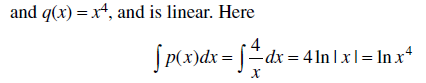 and q(x) = x⁴, and is linear. Here
∫ p(x)dx = ∫ 4/x dx = 4 ln | x | = ln x⁴